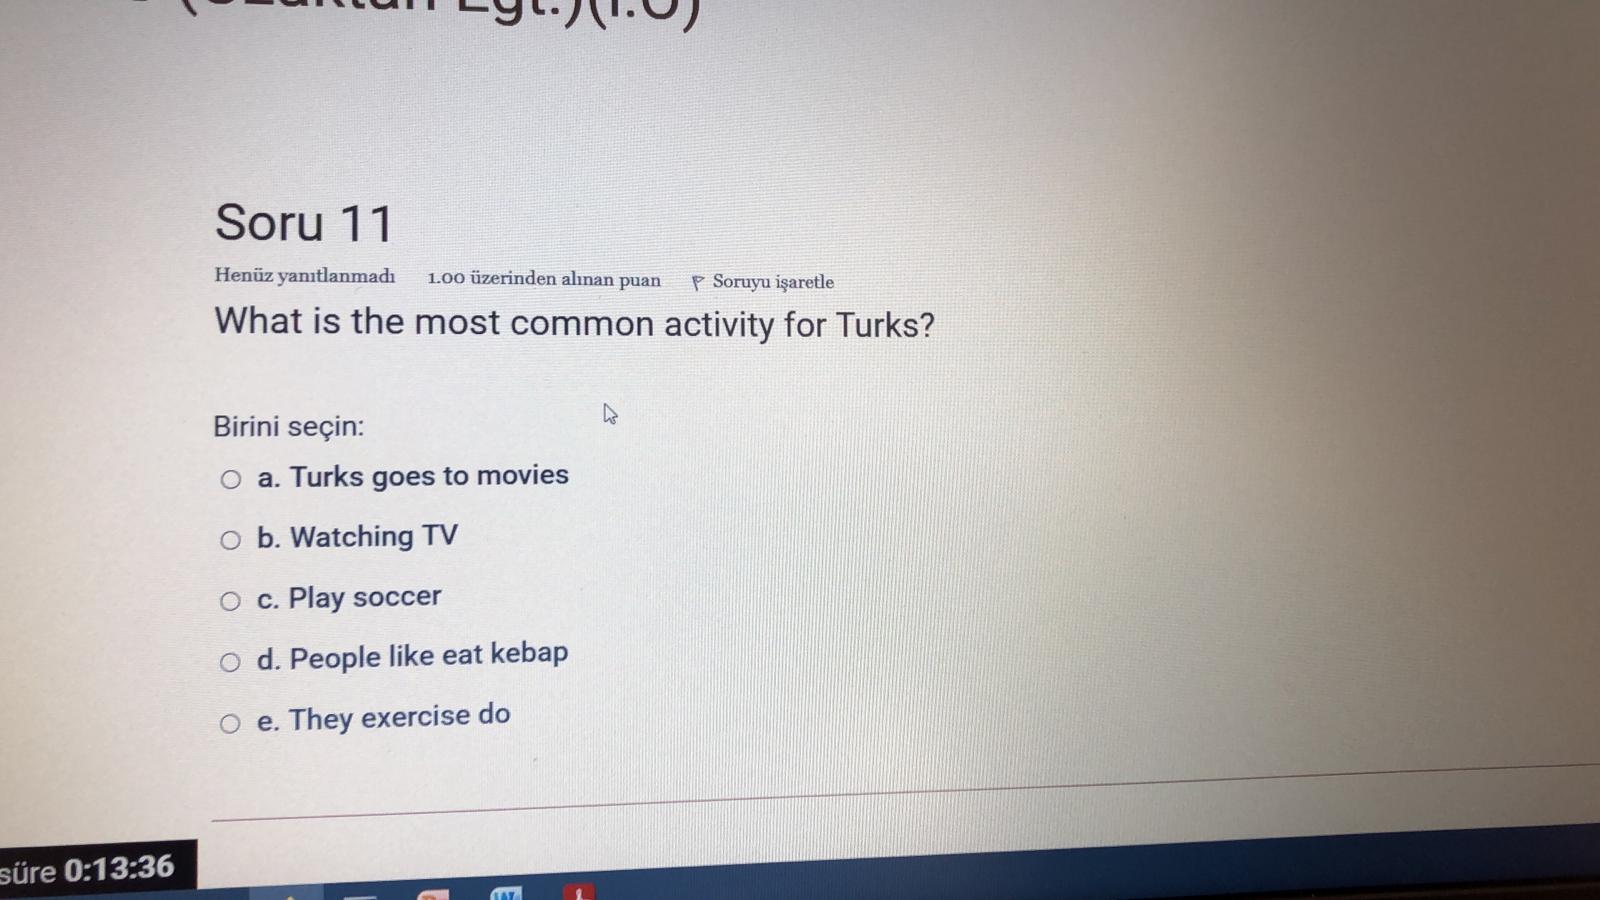 (Uzaktan Eğt.)(İ.Ö)
Soru 11
Henüz yanıtlanmadı 1.00 üzerinden alınan puan Soruyu işaretle
What is the most common activity for Turks?
Birini seçin:
a. Turks goes to movies
b. Watching TV
c. Play soccer
d. People like eat kebap
e. They exercise do
süre 0:13:36